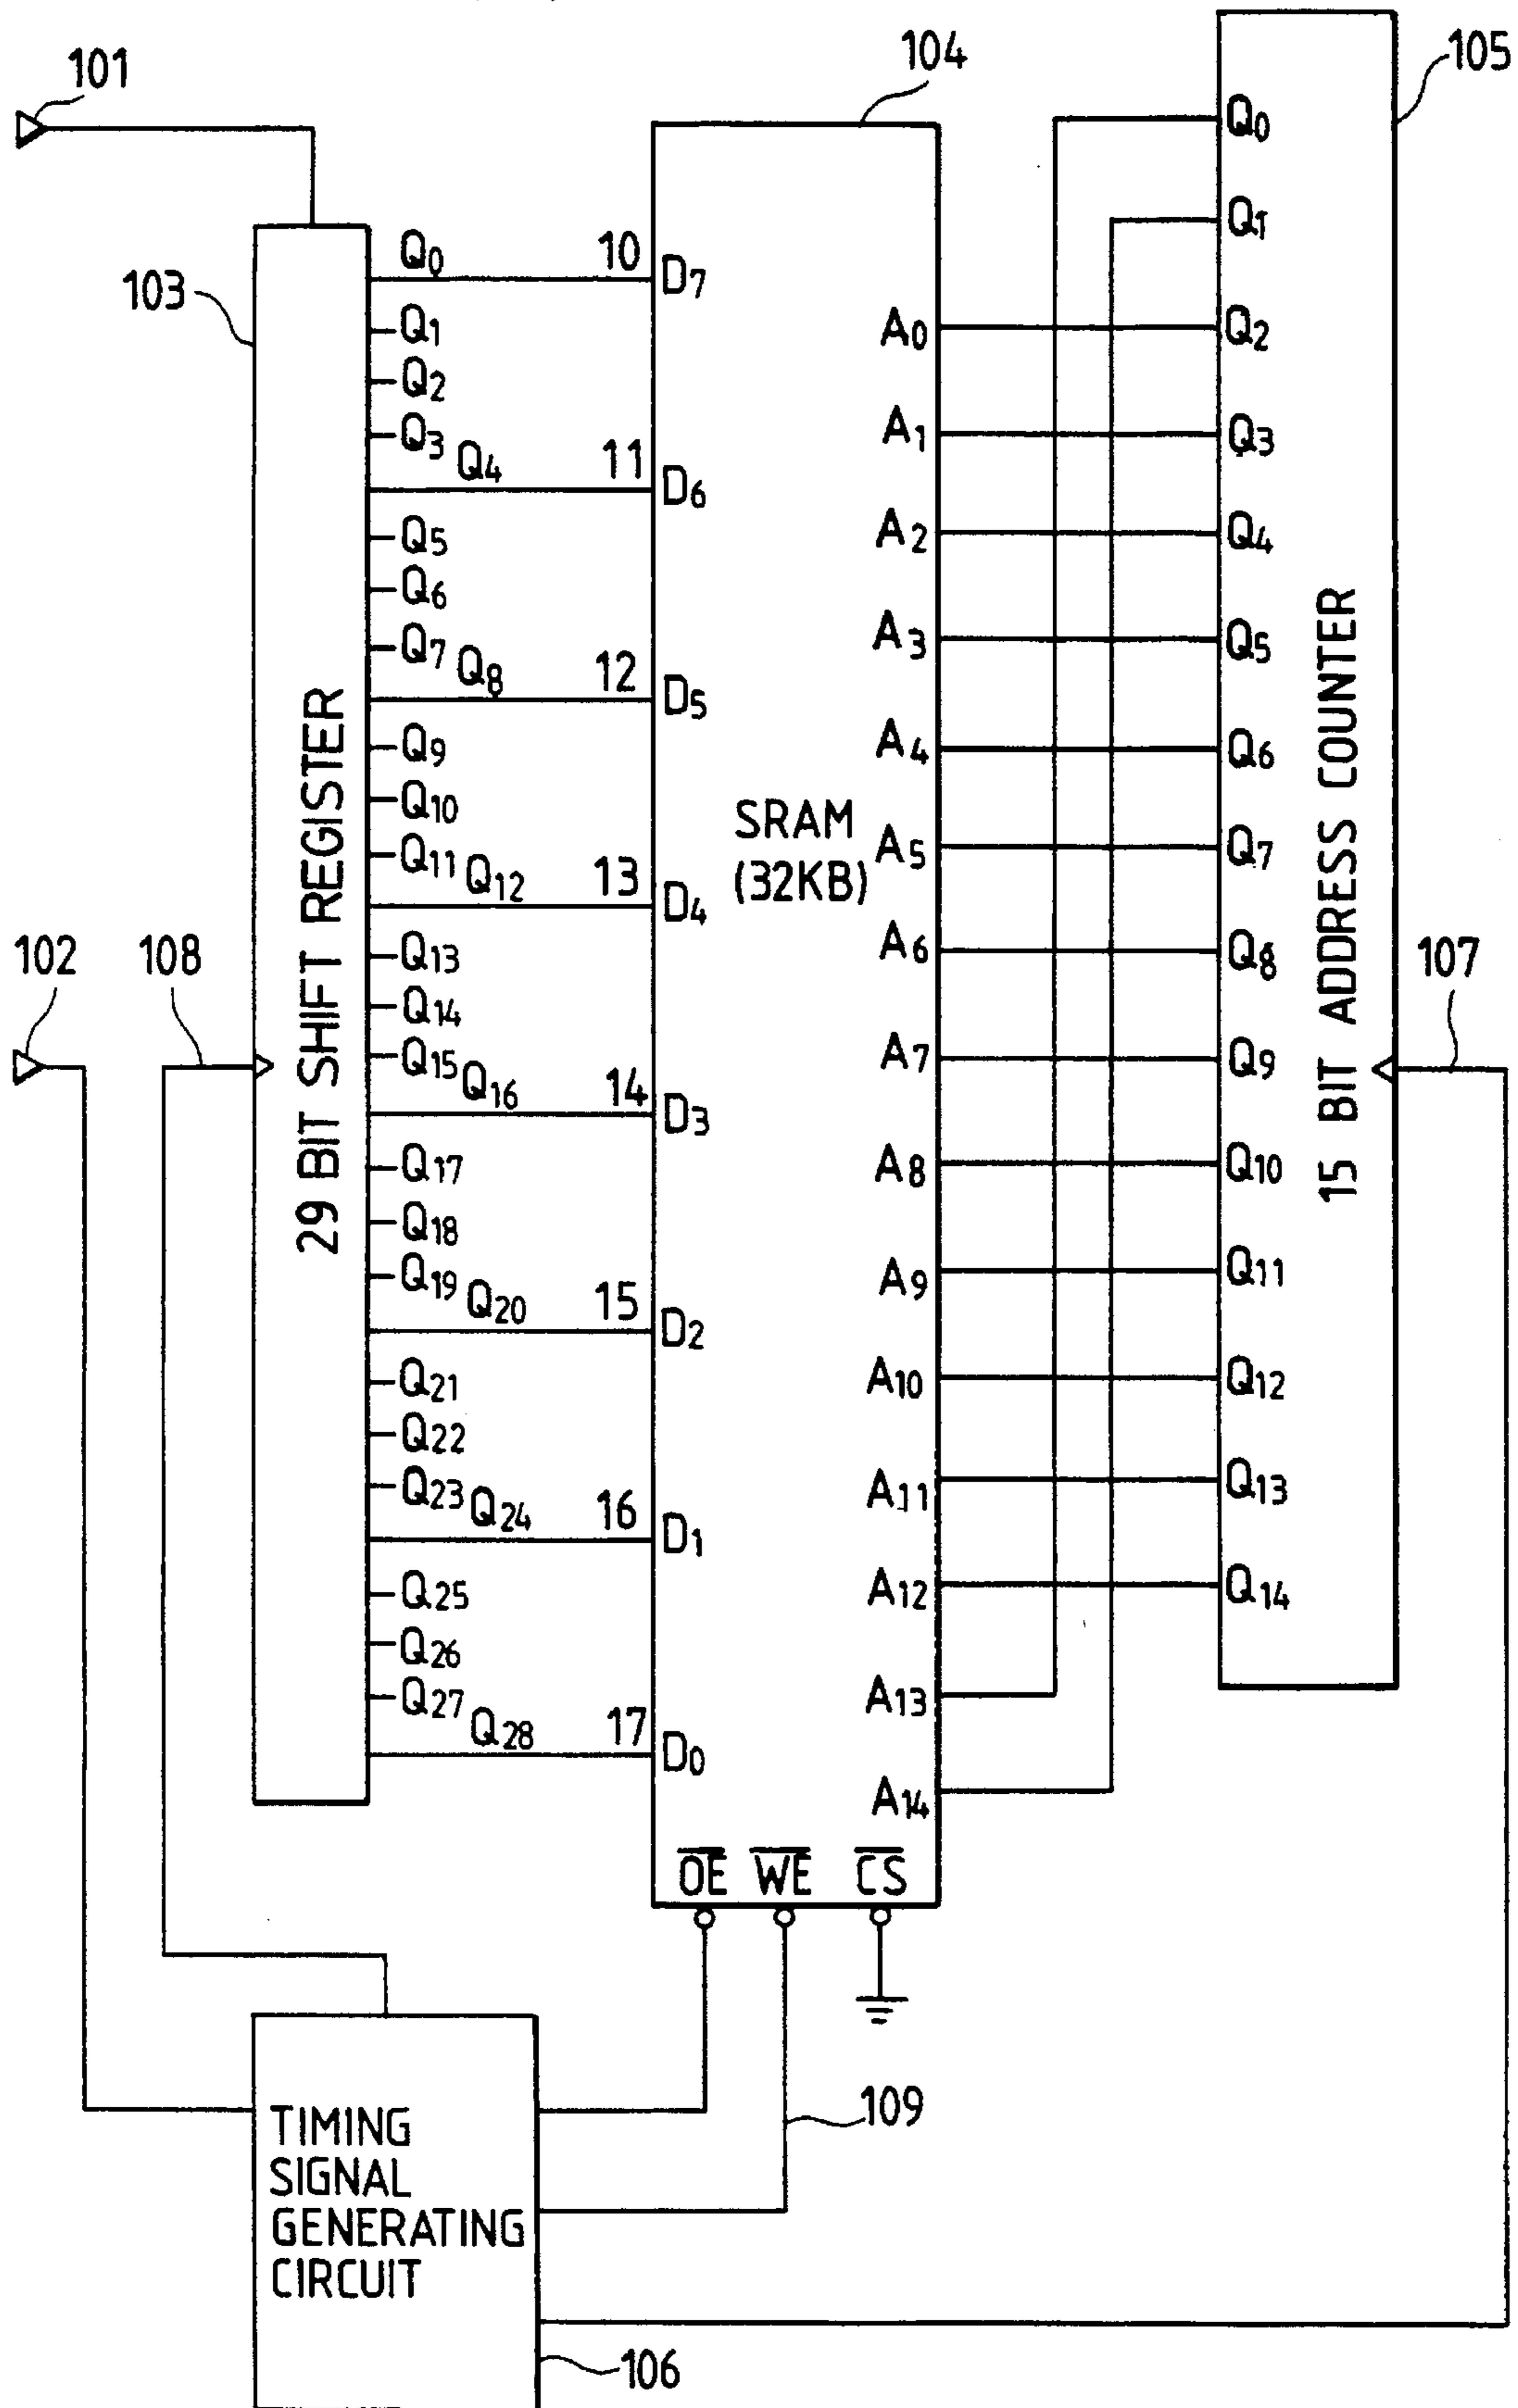 101
104
105
Q0
Q1
103
Q0 10 D7
Q1
Q2
Q3
Q4 11 D6
Q5
Q6
Q7
Q8 12 D5
Q9
Q10
Q11
Q12 13 D4
Q13
Q14
Q15
Q16 14 D3
Q17
Q18
Q19
Q20 15 D2
Q21
Q22
Q23
Q24 16 D1
Q25
Q26
Q27
Q28 17 D0
29 BIT SHIFT REGISTER
102
108
SRAM
(32KB)
A0 Q2
A1 Q3
A2 Q4
A3 Q5
A4 Q6
A5 Q7
A6 Q8
A7 Q9
A8 Q10
A9 Q11
A10 Q12
A11 Q13
A12 Q14
A13
A14
15 BIT ADDRESS COUNTER
107
OE WE CS
109
TIMING
SIGNAL
GENERATING
CIRCUIT
106